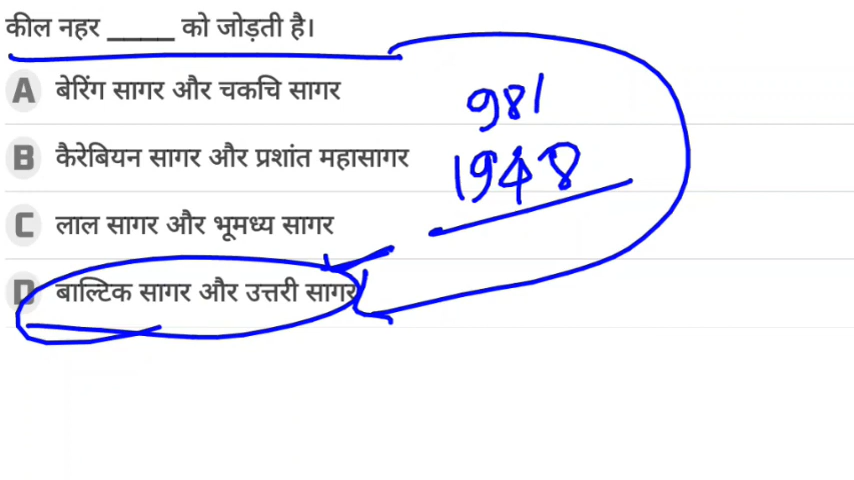 कील नहर _____ को जोड़ती है।
A बेरिंग सागर और चकचि सागर
981
B कैरेबियन सागर और प्रशांत महासागर
1948
C लाल सागर और भूमध्य सागर
D बाल्टिक सागर और उत्तरी सागर